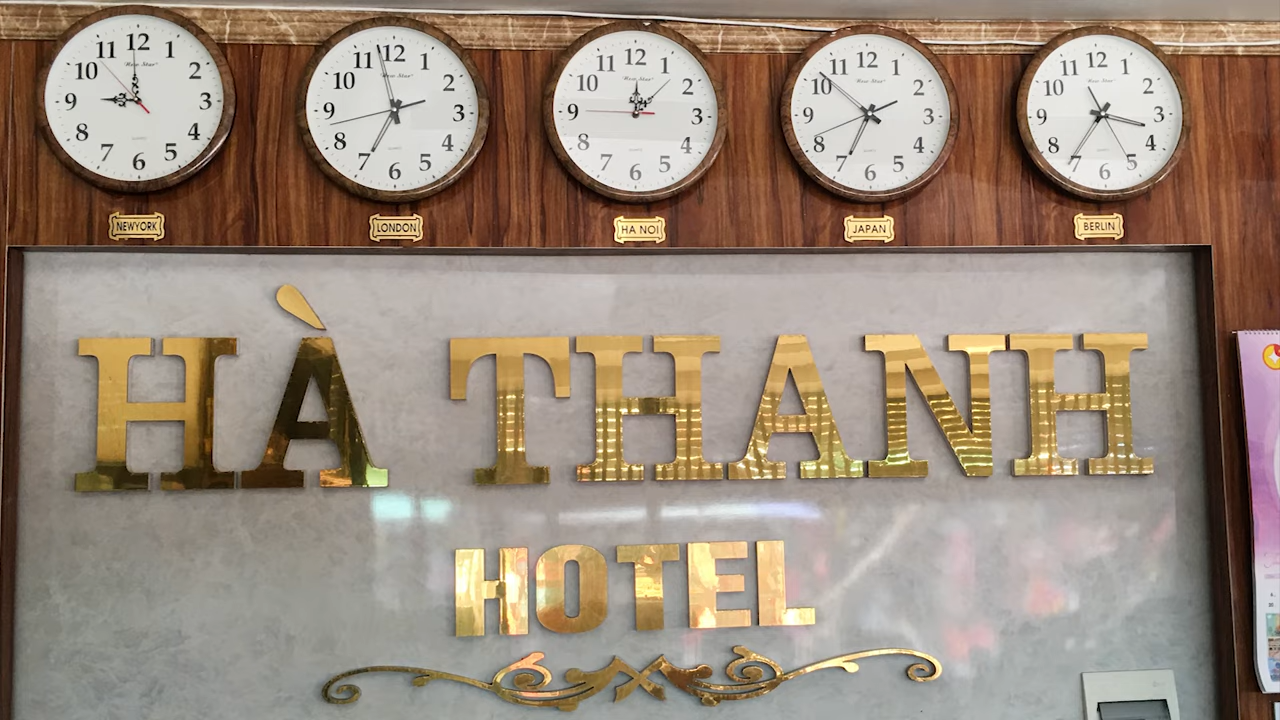 NEWYORK
LONDON
HA NOI
JAPAN
BERLIN
HÀ THANH
HOTEL